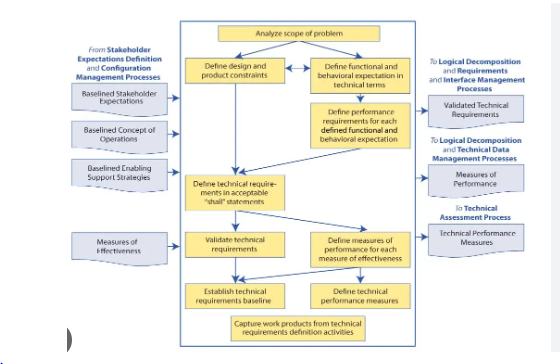 Analyze scope of problem
From Stakeholder
Expectations Definition
and Configuration
Management Processes
Baselined Stakeholder
Expectations
Baselined Concept of
Operations
Baselined Enabling
Support Strategies
Measures of
Effectiveness
Define design and
product constraints
Define functional and
behavioral expectation in
technical terms
Define performance
requirements for each
defined functional and
behavioral expectation
Define technical require-
ments in acceptable
"shall" statements
Validate technical
requirements
Define measures of
performance for each
measure of effectiveness
Establish technical
requirements baseline
Define technical
performance measures
Capture work products from technical
requirements definition activities
To Logical Decomposition
and Requirements
and Interface Management
Processes
Validated Technical
Requirements
To Logical Decomposition
and Technical Data
Management Processes
Measures of
Performance
To Technical
Assessment Process
Technical Performance
Measures